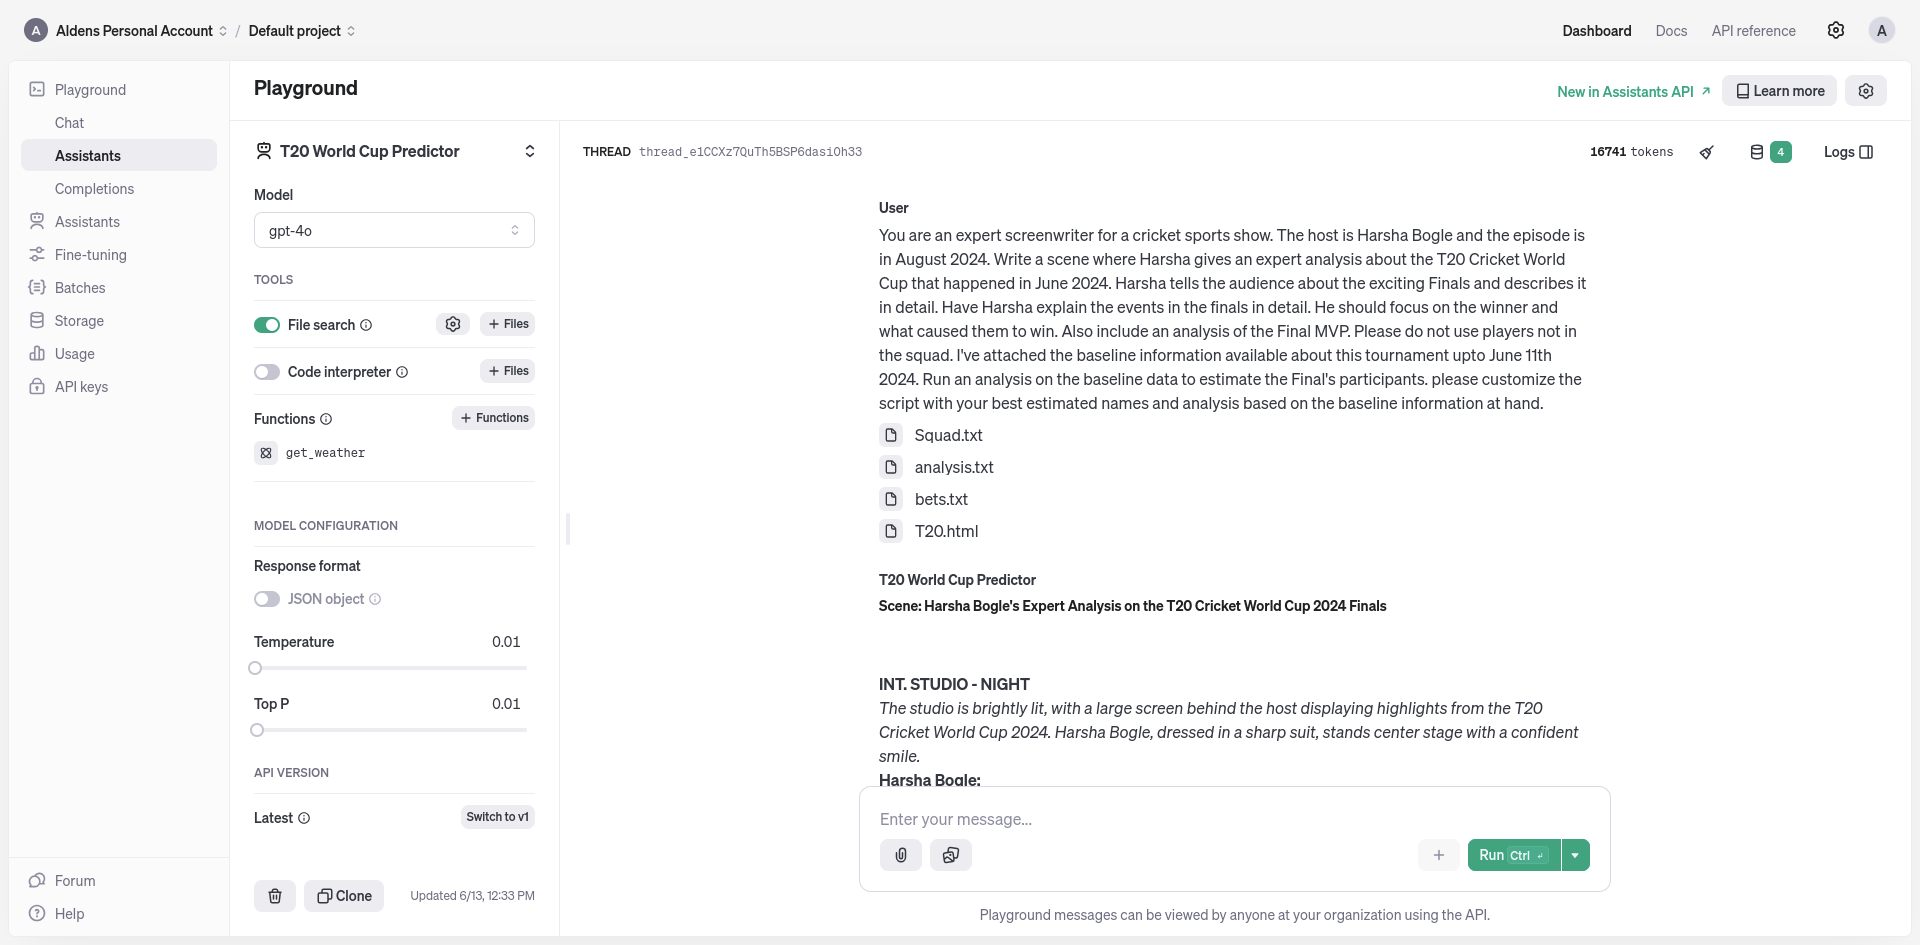 A Aldens Personal Account / Default project
Dashboard Docs API reference A
Playground
Chat
Assistants
Completions
Assistants
Fine-tuning
Batches
Storage
Usage
API keys
Forum
Help
Playground
New in Assistants API ↗ Learn more
T20 World Cup Predictor
Model
gpt-4o
TOOLS
File search + Files
Code interpreter + Files
Functions + Functions
get_weather
MODEL CONFIGURATION
Response format
JSON object
Temperature 0.01
Top P 0.01
API VERSION
Latest Switch to v1
Clone Updated 6/13, 12:33 PM
THREAD thread_e1CCXz7QuTh5BSP6dasiOh33
16741 tokens 4 Logs
User
You are an expert screenwriter for a cricket sports show. The host is Harsha Bogle and the episode is
in August 2024. Write a scene where Harsha gives an expert analysis about the T20 Cricket World
Cup that happened in June 2024. Harsha tells the audience about the exciting Finals and describes it
in detail. Have Harsha explain the events in the finals in detail. He should focus on the winner and
what caused them to win. Also include an analysis of the Final MVP. Please do not use players not in
the squad. I've attached the baseline information available about this tournament upto June 11th
2024. Run an analysis on the baseline data to estimate the Final's participants. please customize the
script with your best estimated names and analysis based on the baseline information at hand.
Squad.txt
analysis.txt
bets.txt
T20.html
T20 World Cup Predictor
Scene: Harsha Bogle's Expert Analysis on the T20 Cricket World Cup 2024 Finals
INT. STUDIO - NIGHT
The studio is brightly lit, with a large screen behind the host displaying highlights from the T20
Cricket World Cup 2024. Harsha Bogle, dressed in a sharp suit, stands center stage with a confident
smile.
Harsha Bogle:
Enter your message...
+ Run Ctrl ↵
Playground messages can be viewed by anyone at your organization using the API.